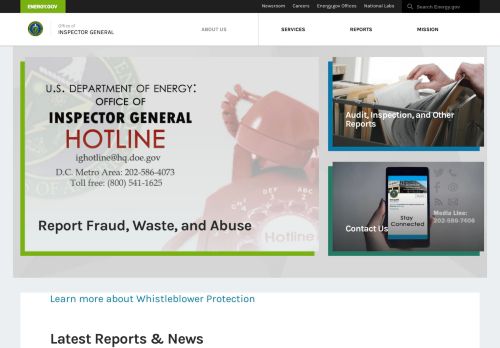 ENERGY.GOV
Newsroom Careers Energy.gov Offices National Labs Search Energy.gov
Office of
INSPECTOR GENERAL
ABOUT US SERVICES REPORTS MISSION
U.S. DEPARTMENT OF ENERGY:
OFFICE OF
INSPECTOR GENERAL
HOTLINE
ighotline@hq.doe.gov
D.C. Metro Area: 202-586-4073
Toll free: (800) 541-1625
Hotline
Report Fraud, Waste, and Abuse
Audit, Inspection, and Other
Reports
Stay
Connected
Media Line:
202-586-7406
Contact Us
Learn more about Whistleblower Protection
Latest Reports & News